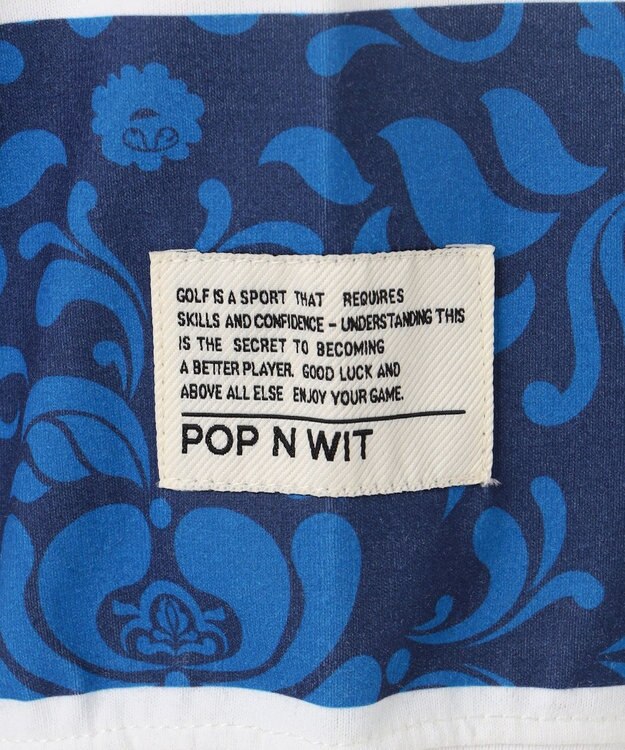 GOLF IS A SPORT THAT REQUIRES
SKILLS AND CONFIDENCE – UNDERSTANDING THIS
IS THE SECRET TO BECOMING
A BETTER PLAYER. GOOD LUCK AND
ABOVE ALL ELSE ENJOY YOUR GAME.
POP N WIT